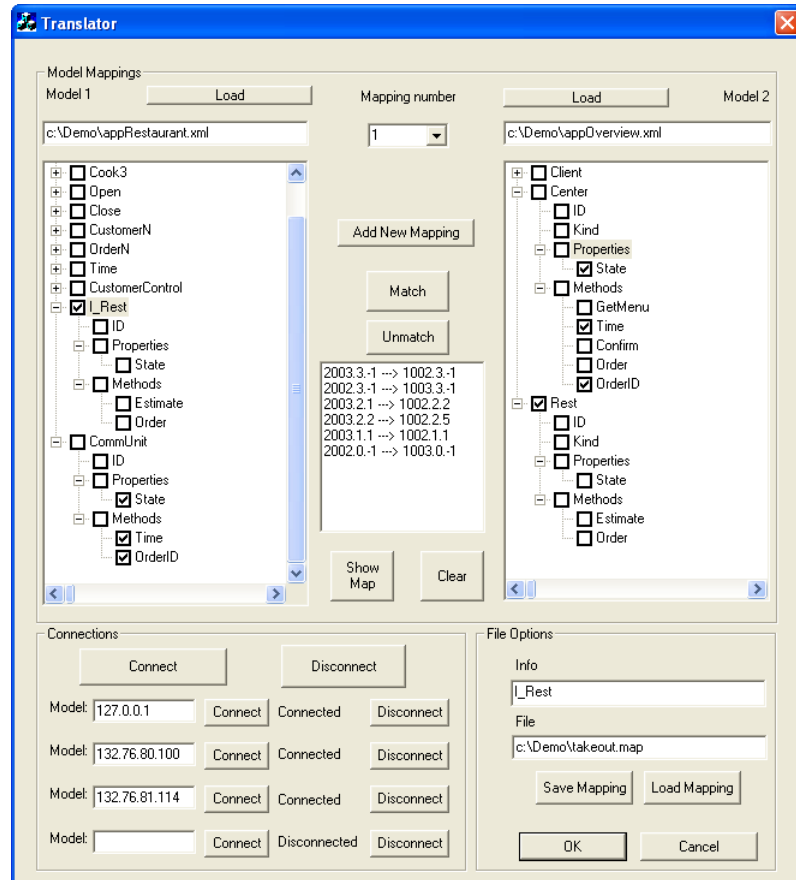 Translator
Model Mappings
Model 1
Load
Mapping number
Load
Model 2
c:\Demo\appRestaurant.xml
1
c:\Demo\appOverview.xml
Cook3
Open
Close
CustomerN
OrderN
Time
CustomerControl
I_Rest
ID
Properties
State
Methods
Estimate
Order
CommUnit
ID
Properties
State
Methods
Time
OrderID
Add New Mapping
Match
Unmatch
2003.3.-1 ---> 1002.3.-1
2002.3.-1 ---> 1003.3.-1
2003.2.1 ---> 1002.2.2
2003.2.2 ---> 1002.2.5
2003.1.1 ---> 1002.1.1
2002.0.-1 ---> 1003.0.-1
Show
Map
Clear
Client
Center
ID
Kind
Properties
State
Methods
GetMenu
Time
Confirm
Order
OrderID
Rest
ID
Kind
Properties
State
Methods
Estimate
Order
Connections
Connect
Disconnect
Model: 127.0.0.1 Connect Connected Disconnect
Model: 132.76.80.100 Connect Connected Disconnect
Model: 132.76.81.114 Connect Connected Disconnect
Model: Connect Disconnected Disconnect
File Options
Info
I_Rest
File
c:\Demo\takeout.map
Save Mapping
Load Mapping
OK
Cancel